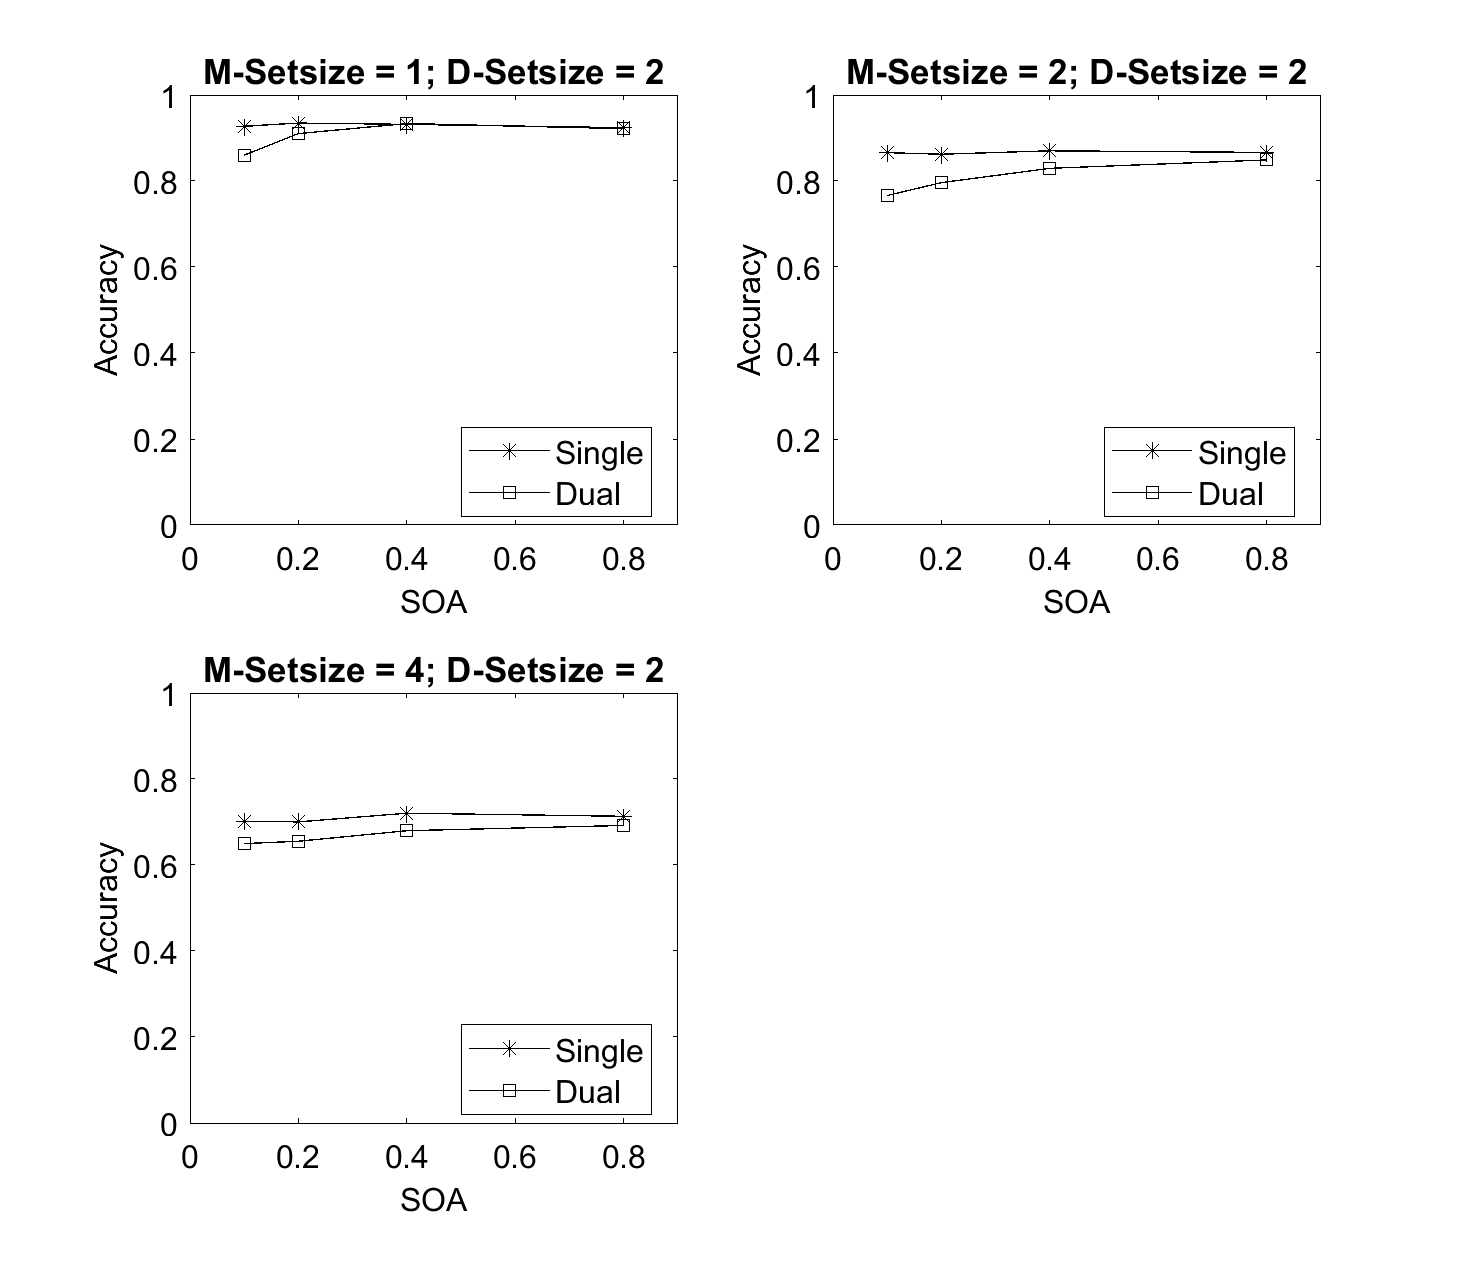 M-Setsize = 1; D-Setsize = 2
1
0.8
0.6
0.4
0.2
0
Accuracy
Single
Dual
0 0.2 0.4 0.6 0.8
SOA
M-Setsize = 2; D-Setsize = 2
1
0.8
0.6
0.4
0.2
0
Accuracy
Single
Dual
0 0.2 0.4 0.6 0.8
SOA
M-Setsize = 4; D-Setsize = 2
1
0.8
0.6
0.4
0.2
0
Accuracy
Single
Dual
0 0.2 0.4 0.6 0.8
SOA